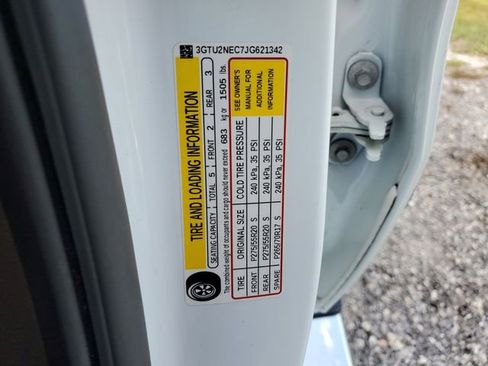 3GTU2NEC7JG621342
TIRE AND LOADING INFORMATION
SEATING CAPACITY TOTAL 5 FRONT 2 REAR 3
The combined weight of occupants and cargo should never exceed 683 kg or 1505 lbs.
TIRE ORIGINAL SIZE COLD TIRE PRESSURE
FRONT P275/55R20 S 240 kPa, 35 PSI
REAR P275/55R20 S 240 kPa, 35 PSI
SPARE P265/70R17 S 240 kPa, 35 PSI
SEE OWNER'S
MANUAL FOR
ADDITIONAL
INFORMATION